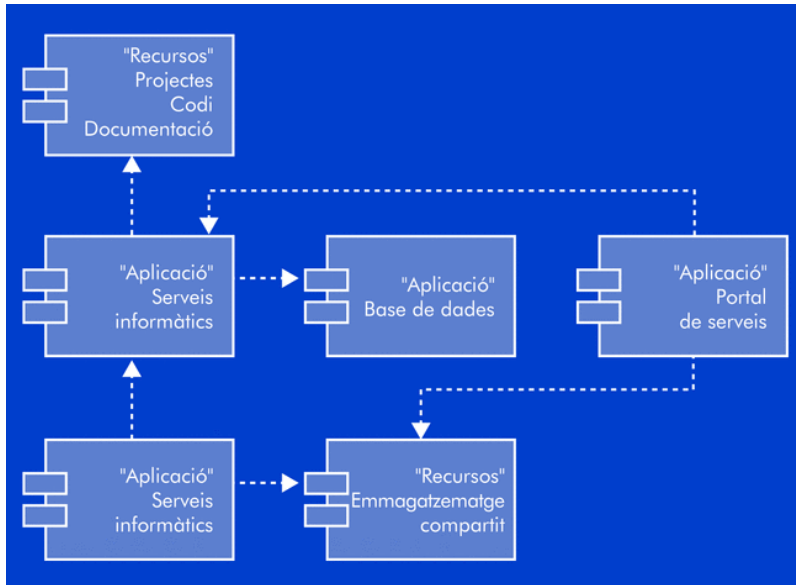 "Recursos"
Projectes
Codi
Documentació
"Aplicació"
Serveis
informàtics
"Aplicació"
Base de dades
"Aplicació"
Portal
de serveis
"Aplicació"
Serveis
informàtics
"Recursos"
Emmagatzematge
compartit